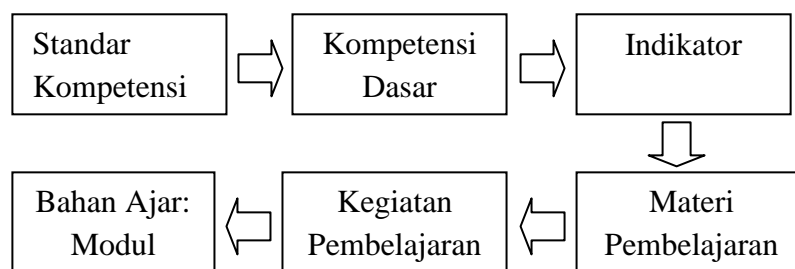 Standar
Kompetensi
Kompetensi
Dasar
Indikator
Bahan Ajar:
Modul
Kegiatan
Pembelajaran
Materi
Pembelajaran